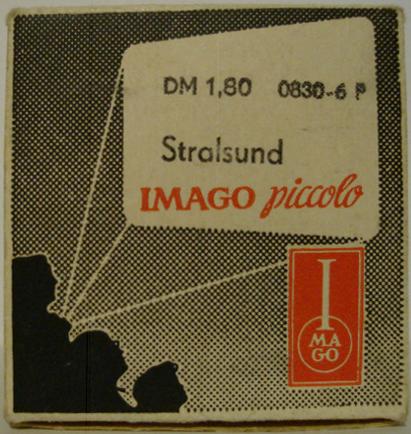 DM 1,80 0830-6 P
Stralsund
IMAGO piccolo
I
MA
GO